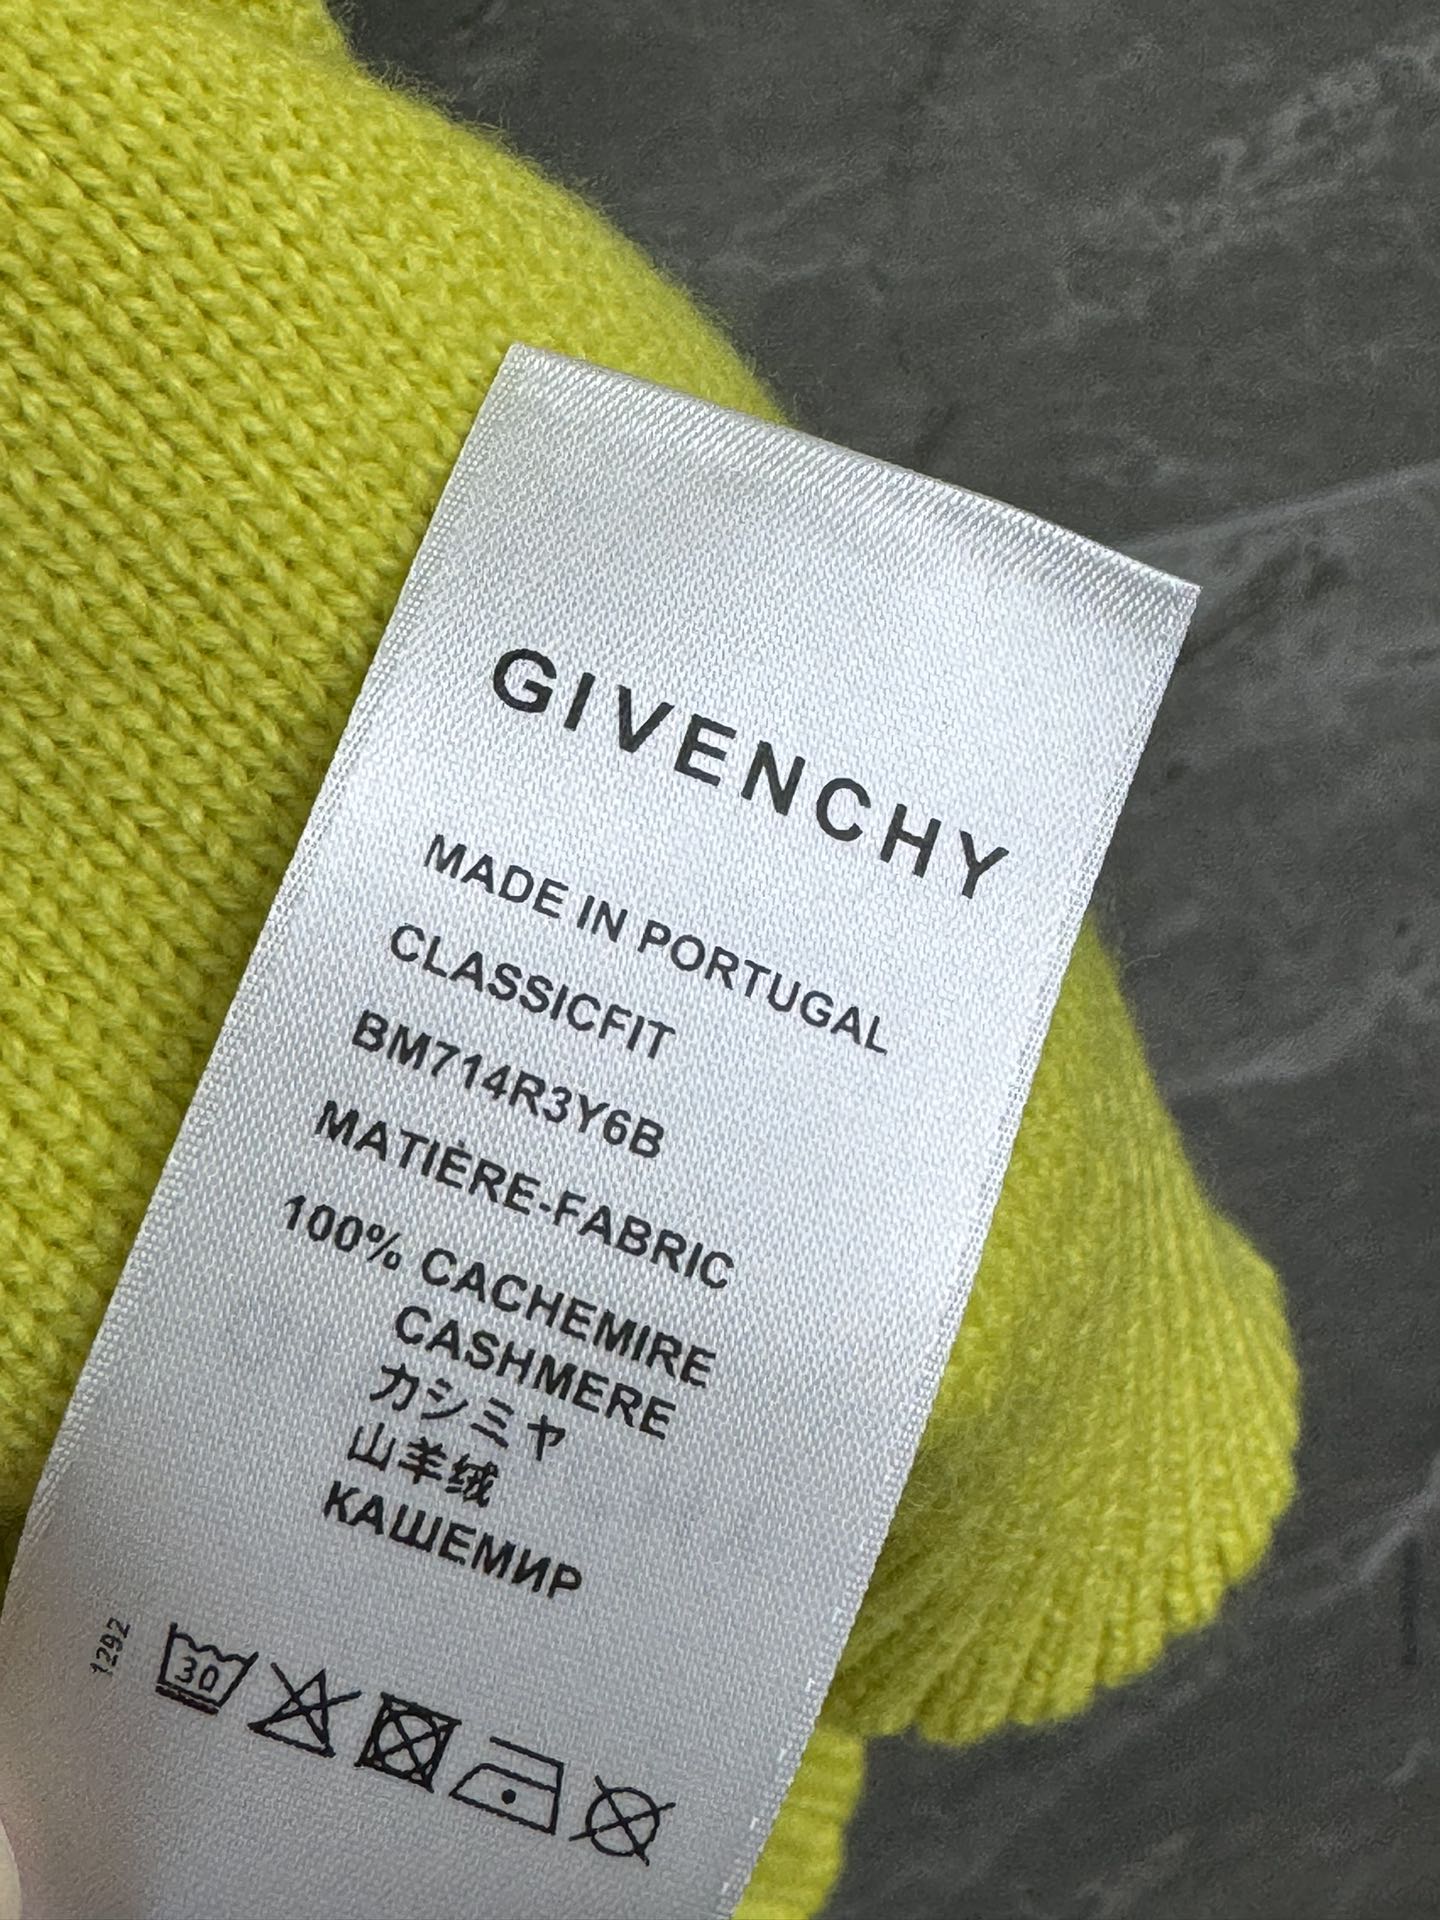 GIVENCHY
MADE IN PORTUGAL
CLASSICFIT
BM714R3Y6B
MATIÈRE-FABRIC
100% CACHEMIRE
CASHMERE
カシミヤ
山羊绒
КАШЕМИР
1292
30